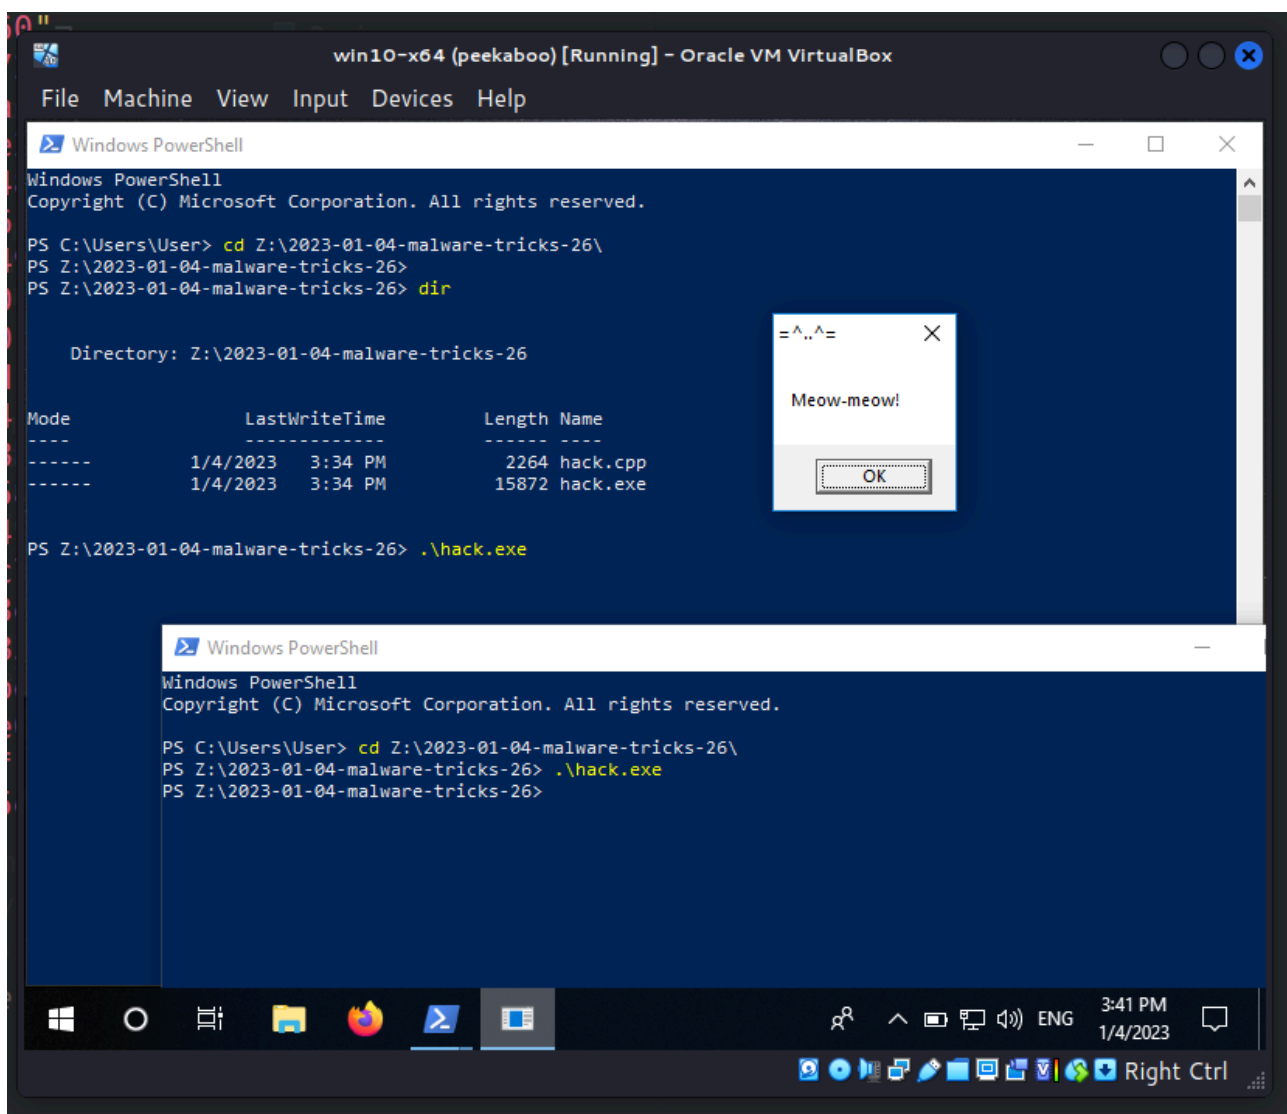 50"
win10-x64 (peekaboo) [Running] - Oracle VM VirtualBox
File Machine View Input Devices Help
Windows PowerShell
Windows PowerShell
Copyright (C) Microsoft Corporation. All rights reserved.
PS C:\Users\User> cd Z:\2023-01-04-malware-tricks-26\
PS Z:\2023-01-04-malware-tricks-26>
PS Z:\2023-01-04-malware-tricks-26> dir
Directory: Z:\2023-01-04-malware-tricks-26
Mode LastWriteTime Length Name
---- ------------- ------ ----
------ 1/4/2023 3:34 PM 2264 hack.cpp
------ 1/4/2023 3:34 PM 15872 hack.exe
PS Z:\2023-01-04-malware-tricks-26> .\hack.exe
=^..^=
Meow-meow!
OK
Windows PowerShell
Windows PowerShell
Copyright (C) Microsoft Corporation. All rights reserved.
PS C:\Users\User> cd Z:\2023-01-04-malware-tricks-26\
PS Z:\2023-01-04-malware-tricks-26> .\hack.exe
PS Z:\2023-01-04-malware-tricks-26>
ENG
3:41 PM
1/4/2023
Right Ctrl